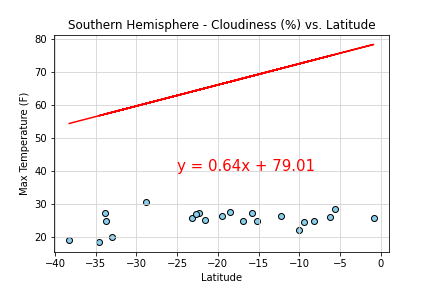 Southern Hemisphere - Cloudiness (%) vs. Latitude
Max Temperature (F)
80
70
60
50
40
30
20
y = 0.64x + 79.01
−40 −35 −30 −25 −20 −15 −10 −5 0
Latitude